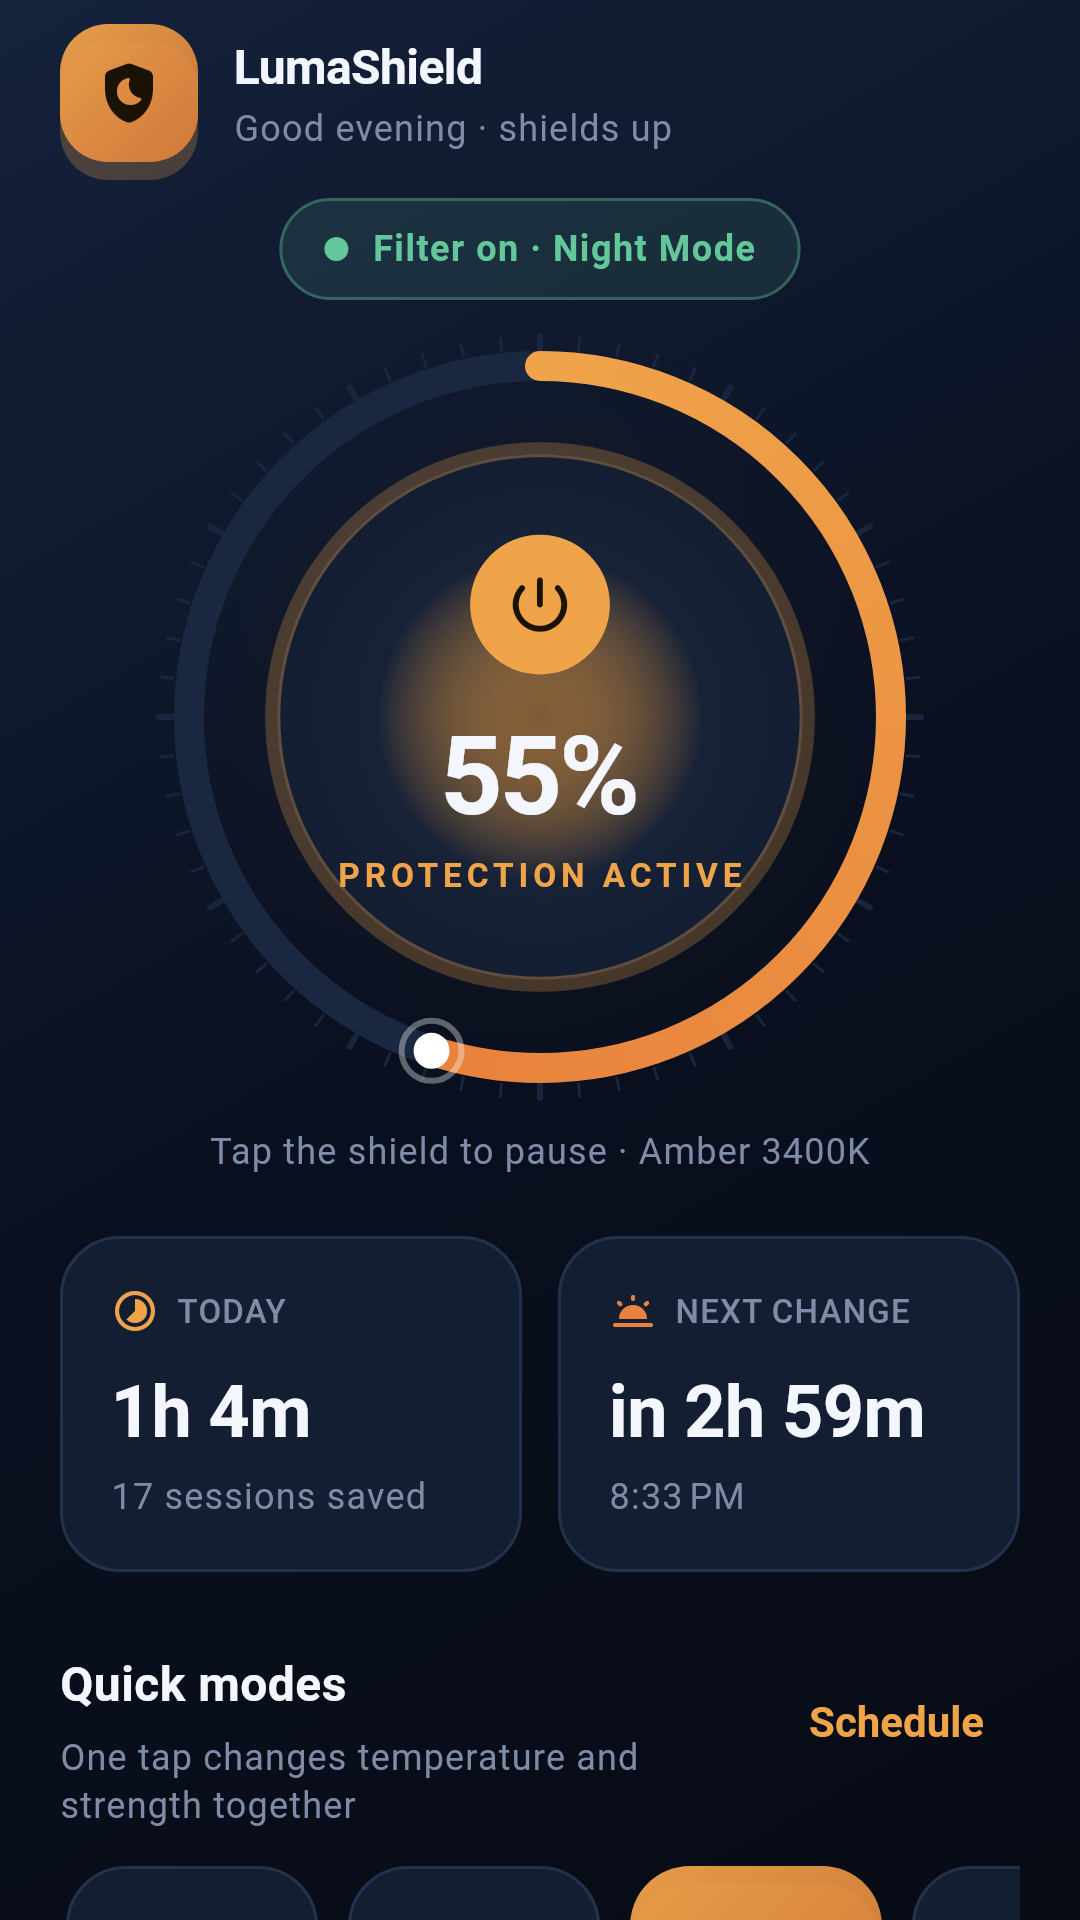 LumaShield
Good evening · shields up
Filter on · Night Mode
55%
PROTECTION ACTIVE
Tap the shield to pause · Amber 3400K
TODAY
1h 4m
17 sessions saved
NEXT CHANGE
in 2h 59m
8:33 PM
Quick modes
Schedule
One tap changes temperature and
strength together